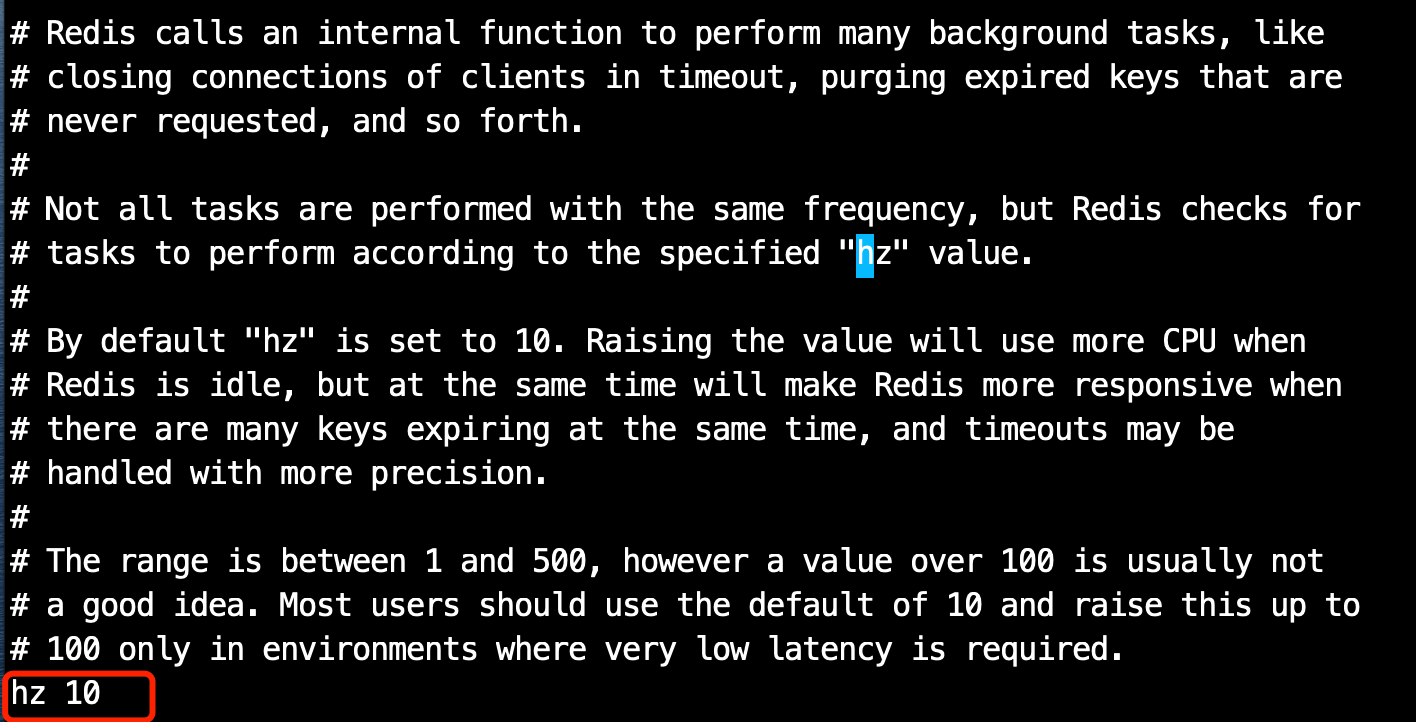 # Redis calls an internal function to perform many background tasks, like
# closing connections of clients in timeout, purging expired keys that are
# never requested, and so forth.
#
# Not all tasks are performed with the same frequency, but Redis checks for
# tasks to perform according to the specified "hz" value.
#
# By default "hz" is set to 10. Raising the value will use more CPU when
# Redis is idle, but at the same time will make Redis more responsive when
# there are many keys expiring at the same time, and timeouts may be
# handled with more precision.
#
# The range is between 1 and 500, however a value over 100 is usually not
# a good idea. Most users should use the default of 10 and raise this up to
# 100 only in environments where very low latency is required.
hz 10